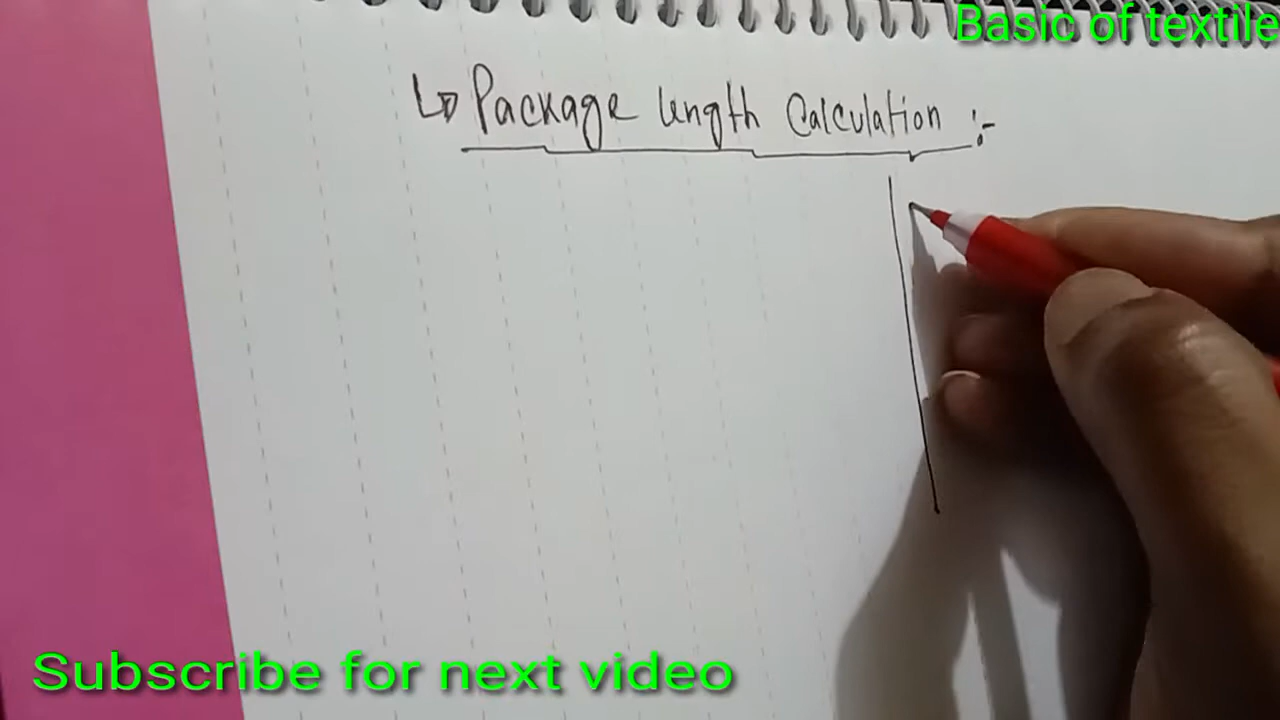 Basic of textile
↳ Package length Calculation :-
Subscribe for next video